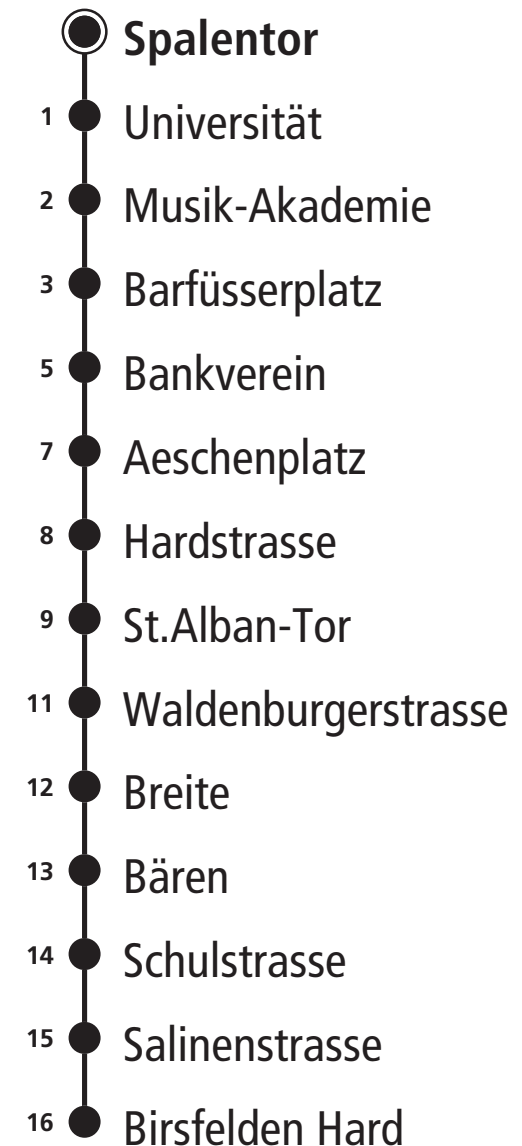 Spalentor
1 Universität
2 Musik-Akademie
3 Barfüsserplatz
5 Bankverein
7 Aeschenplatz
8 Hardstrasse
9 St.Alban-Tor
11 Waldenburgerstrasse
12 Breite
13 Bären
14 Schulstrasse
15 Salinenstrasse
16 Birsfelden Hard